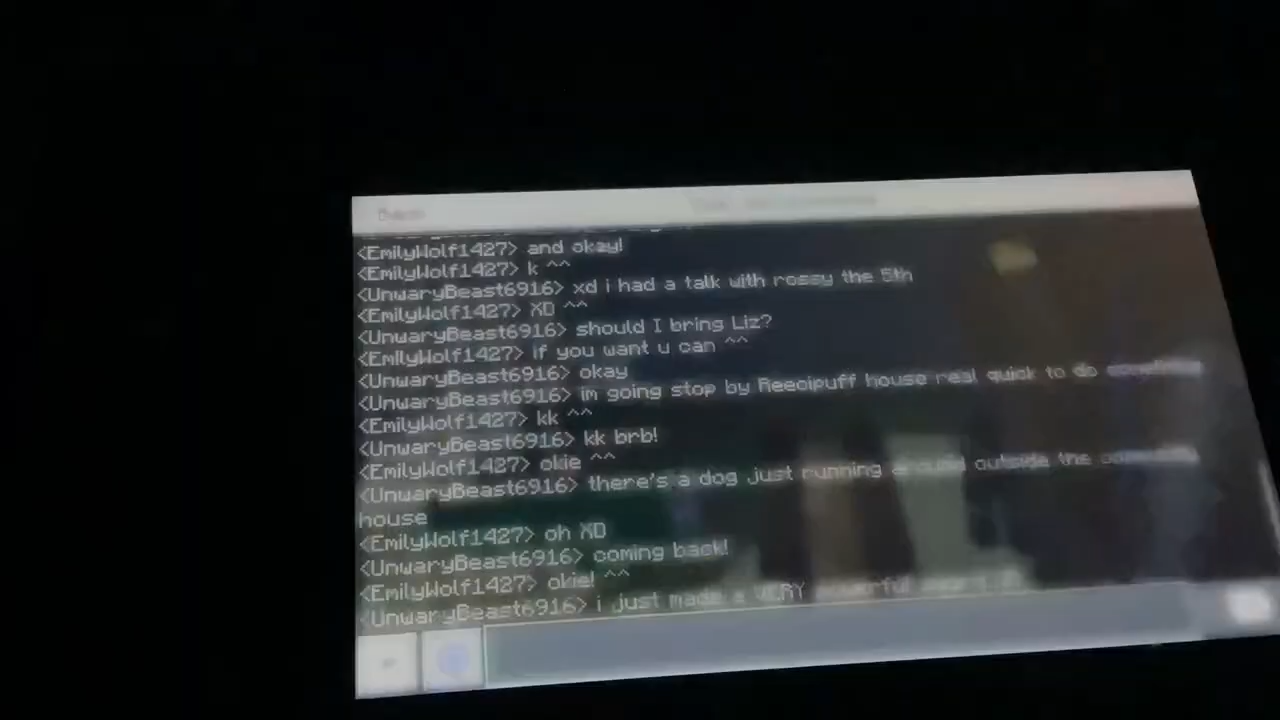 <EmilyWolf1427> and okay!
<EmilyWolf1427> k ^^
<UnwaryBeast6916> xd i had a talk with rossy the 5th
<EmilyWolf1427> XD ^^
<UnwaryBeast6916> should I bring Liz?
<EmilyWolf1427> if you want u can ^^
<UnwaryBeast6916> okay
<UnwaryBeast6916> im going stop by Reecipuff house real quick to do
<EmilyWolf1427> kk ^^
<UnwaryBeast6916> kk brb!
<EmilyWolf1427> okie ^^
<UnwaryBeast6916> there's a dog just running around outside the
house
<EmilyWolf1427> oh XD
<UnwaryBeast6916> coming back!
<EmilyWolf1427> okie! ^^
<UnwaryBeast6916> i just made a VERY powerful